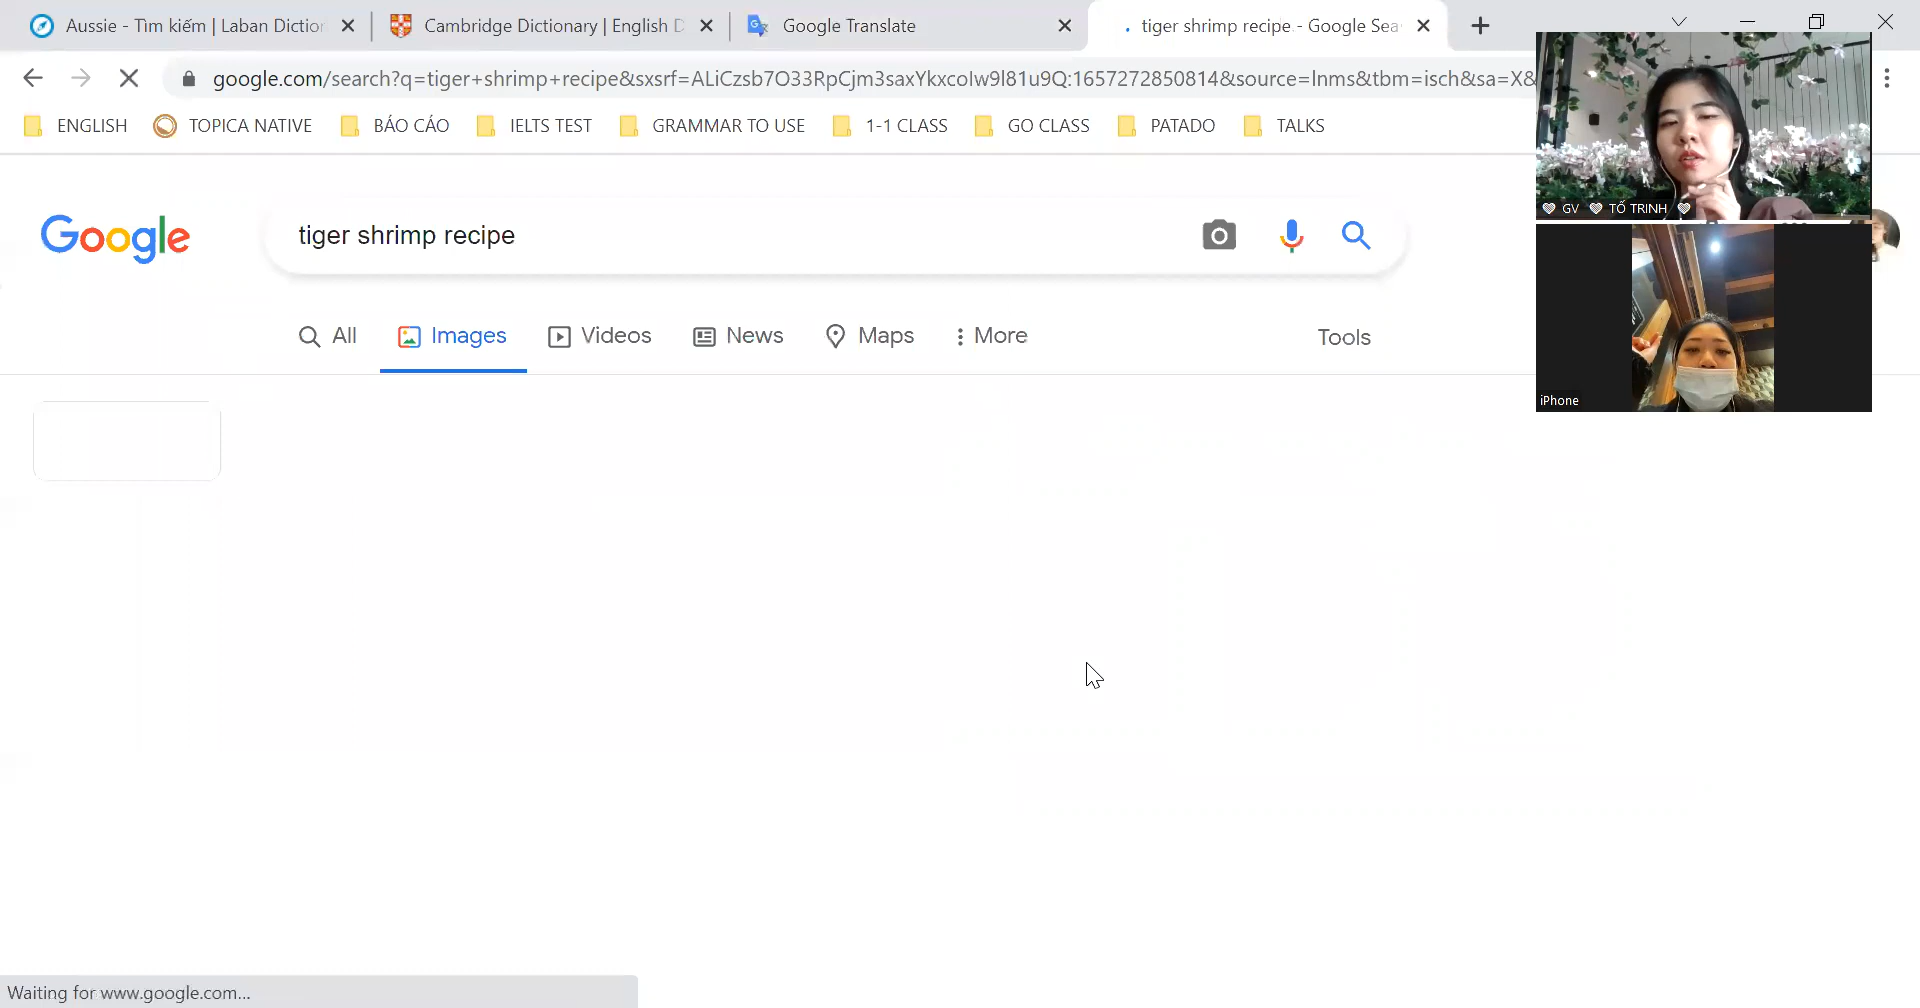 Aussie - Tìm kiếm | Laban Diction
Cambridge Dictionary | English D
Google Translate
tiger shrimp recipe - Google Sea
google.com/search?q=tiger+shrimp+recipe&sxsrf=ALiCzsb7O33RpCjm3saxYkxcoIw9l81u9Q:1657272850814&source=lnms&tbm=isch&sa=X&
ENGLISH
TOPICA NATIVE
BÁO CÁO
IELTS TEST
GRAMMAR TO USE
1-1 CLASS
GO CLASS
PATADO
TALKS
GV TỐ TRINH
Google
tiger shrimp recipe
All
Images
Videos
News
Maps
More
Tools
iPhone
Waiting for www.google.com...